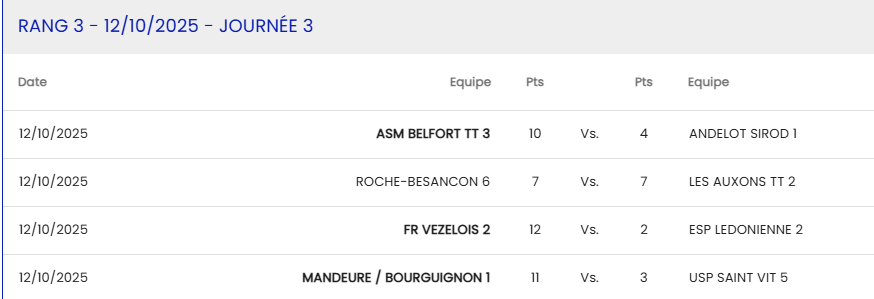 RANG 3 - 12/10/2025 - JOURNÉE 3
Date Equipe Pts Pts Equipe
12/10/2025 ASM BELFORT TT 3 10 Vs. 4 ANDELOT SIROD 1
12/10/2025 ROCHE-BESANCON 6 7 Vs. 7 LES AUXONS TT 2
12/10/2025 FR VEZELOIS 2 12 Vs. 2 ESP LEDONIENNE 2
12/10/2025 MANDEURE / BOURGUIGNON 1 11 Vs. 3 USP SAINT VIT 5